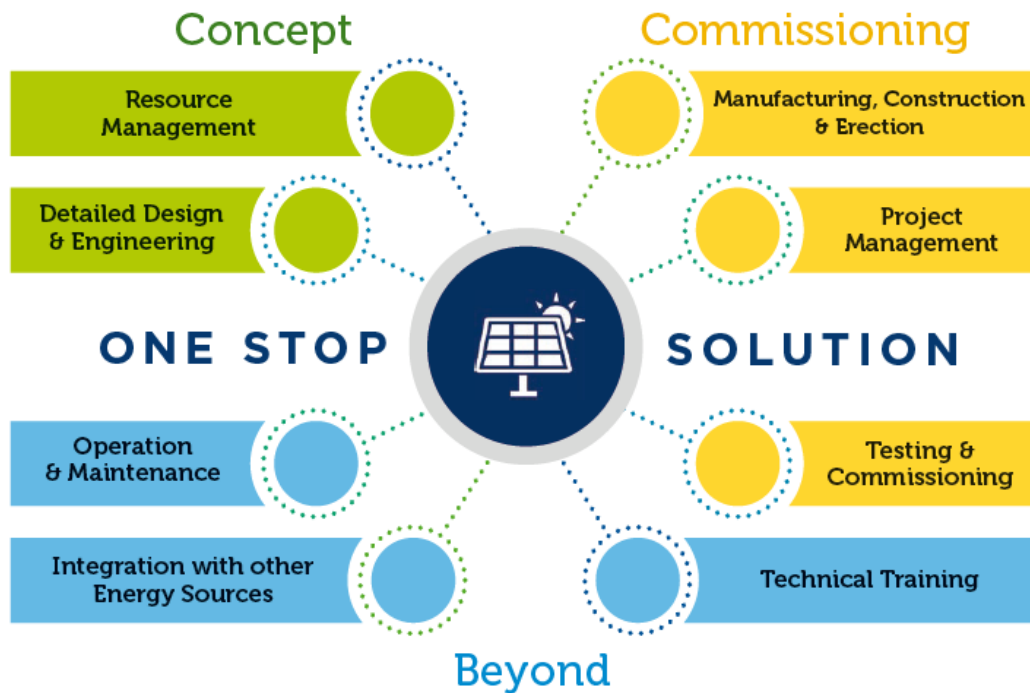 Concept
Commissioning
Resource
Management
Manufacturing, Construction
& Erection
Detailed Design
& Engineering
Project
Management
ONE STOP SOLUTION
Operation
& Maintenance
Testing &
Commissioning
Integration with other
Energy Sources
Technical Training
Beyond